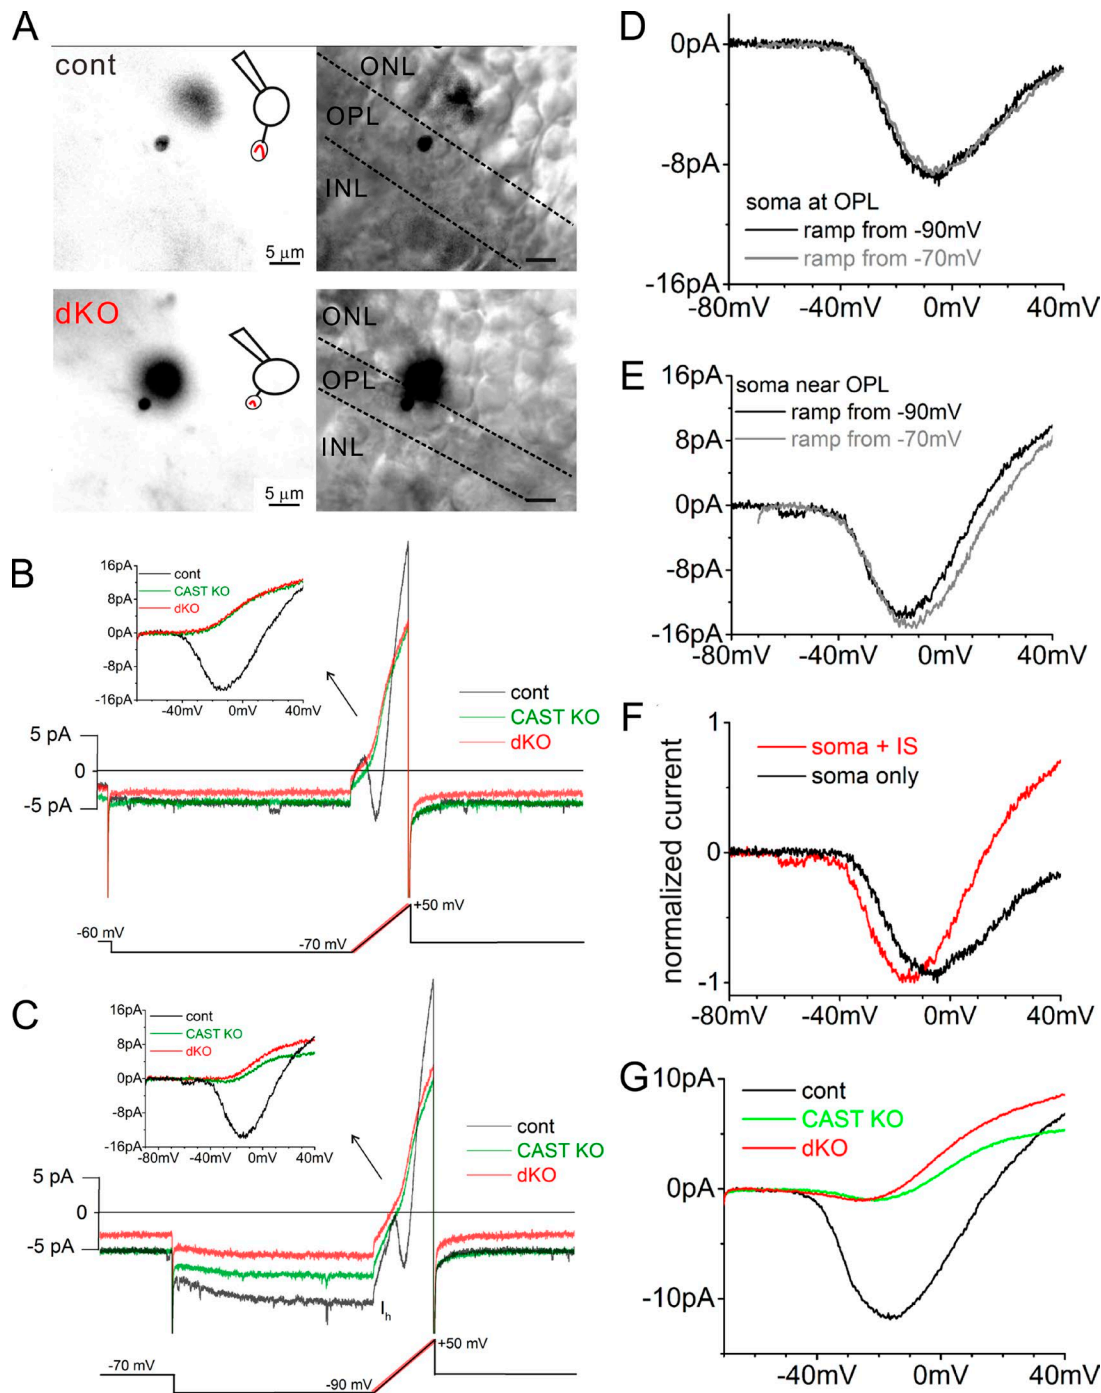 A
cont
5 μm
ONL
OPL
INL
dKO
5 μm
ONL
OPL
INL
B
16pA
8pA
0pA
-8pA
-16pA
-40mV 0mV 40mV
cont
CAST KO
dKO
cont
CAST KO
dKO
5 pA
0
-5 pA
-60 mV
-70 mV
+50 mV
C
16pA
8pA
0pA
-8pA
-16pA
-80mV -40mV 0mV 40mV
cont
CAST KO
dKO
cont
CAST KO
dKO
5 pA
0
-5 pA
Ih
-70 mV
-90 mV
+50 mV
D
0pA
-8pA
-16pA
soma at OPL
ramp from -90mV
ramp from -70mV
-80mV -40mV 0mV 40mV
E
16pA
8pA
0pA
-8pA
-16pA
soma near OPL
ramp from -90mV
ramp from -70mV
-80mV -40mV 0mV 40mV
F
normalized current
1
0
-1
soma + IS
soma only
-80mV -40mV 0mV 40mV
G
10pA
0pA
-10pA
cont
CAST KO
dKO
-40mV 0mV 40mV